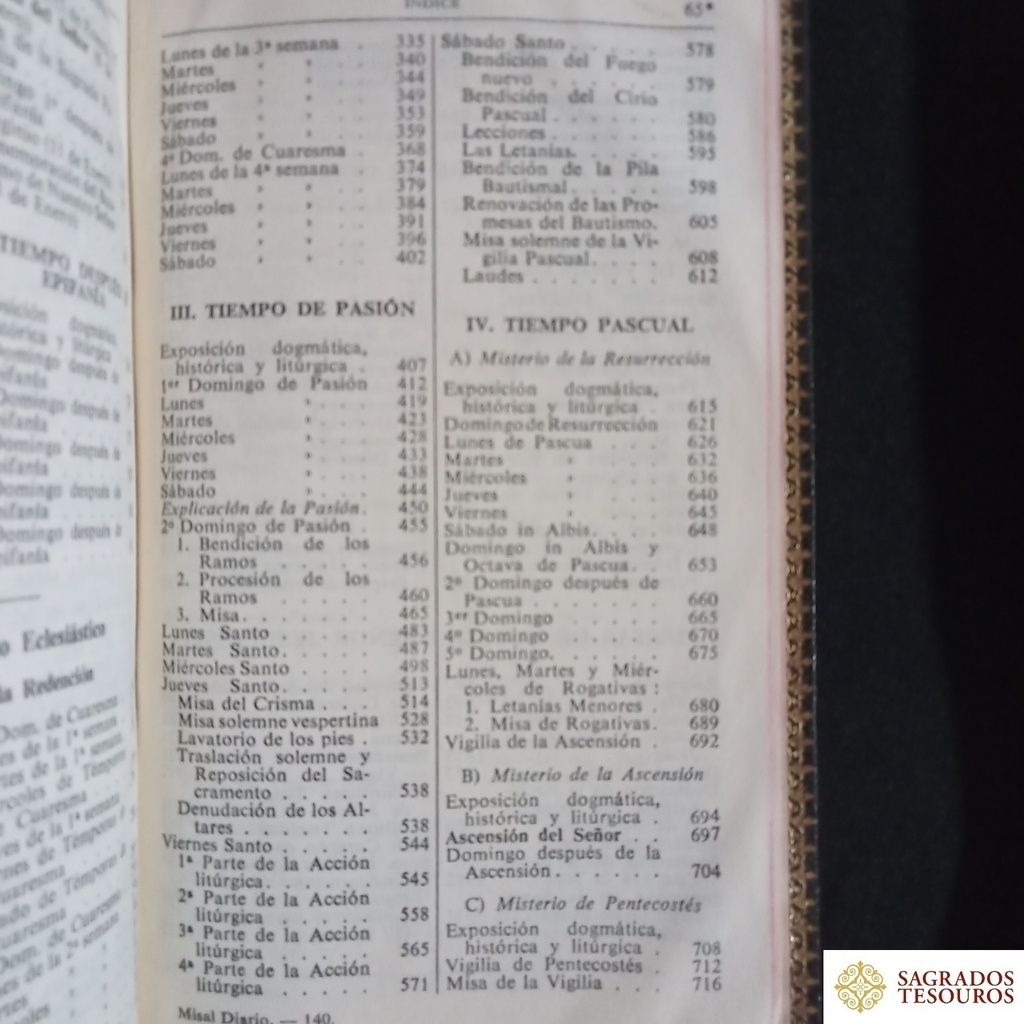 ÍNDICE
65*
Lunes de la 3ª semana . 335
Martes » » . . 340
Miércoles » » . . 344
Jueves » » . . 349
Viernes » » . . 353
Sábado » » . . 359
4º Dom. de Cuaresma . 368
Lunes de la 4ª semana . 374
Martes » » . . 379
Miércoles » » . . 384
Jueves » » . . 391
Viernes » » . . 396
Sábado » » . . 402
III. TIEMPO DE PASIÓN
Exposición dogmática,
histórica y litúrgica . 407
1er Domingo de Pasión 412
Lunes » . . . 419
Martes » . . . 423
Miércoles » . . . 428
Jueves » . . . 433
Viernes » . . . 438
Sábado » . . . 444
Explicación de la Pasión. 450
2º Domingo de Pasión . 455
1. Bendición de los
Ramos . . . . . 456
2. Procesión de los
Ramos . . . . . 460
3. Misa. . . . . . 465
Lunes Santo . . . . . 483
Martes Santo. . . . . 487
Miércoles Santo . . . . 498
Jueves Santo. . . . . 513
Misa del Crisma . . . 514
Misa solemne vespertina 528
Lavatorio de los pies . 532
Traslación solemne y
Reposición del Sa-
cramento . . . . 538
Denudación de los Al-
tares . . . . . . . 538
Viernes Santo . . . . 544
1ª Parte de la Acción
litúrgica. . . . . . 545
2ª Parte de la Acción
litúrgica . . . . . 558
3ª Parte de la Acción
litúrgica . . . . . 565
4ª Parte de la Acción
litúrgica . . . . . 571
Misal Diario. — 140.
Sábado Santo . . . . . 578
Bendición del Fuego
nuevo . . . . . . 579
Bendición del Cirio
Pascual. . . . . . 580
Lecciones . . . . . 586
Las Letanías. . . . . 595
Bendición de la Pila
Bautismal . . . . . 598
Renovación de las Pro-
mesas del Bautismo. 605
Misa solemne de la Vi-
gilia Pascual. . . . 608
Laudes . . . . . . 612
IV. TIEMPO PASCUAL
A) Misterio de la Resurrección
Exposición dogmática,
histórica y litúrgica . 615
Domingo de Resurrección 621
Lunes de Pascua . . . 626
Martes » . . . 632
Miércoles » . . . 636
Jueves » . . . 640
Viernes » . . . 645
Sábado in Albis. . . . 648
Domingo in Albis y
Octava de Pascua. . 653
2º Domingo después de
Pascua . . . . . . . 660
3er Domingo . . . . . 665
4º Domingo . . . . . 670
5º Domingo. . . . . . 675
Lunes, Martes y Miér-
coles de Rogativas :
1. Letanías Menores . 680
2. Misa de Rogativas. 689
Vigilia de la Ascensión . 692
B) Misterio de la Ascensión
Exposición dogmática,
histórica y litúrgica . 694
Ascensión del Señor . . 697
Domingo después de la
Ascensión . . . . . . 704
C) Misterio de Pentecostés
Exposición dogmática,
histórica y litúrgica . 708
Vigilia de Pentecostés . 712
Misa de la Vigilia . . . 716
SAGRADOS
TESOUROS